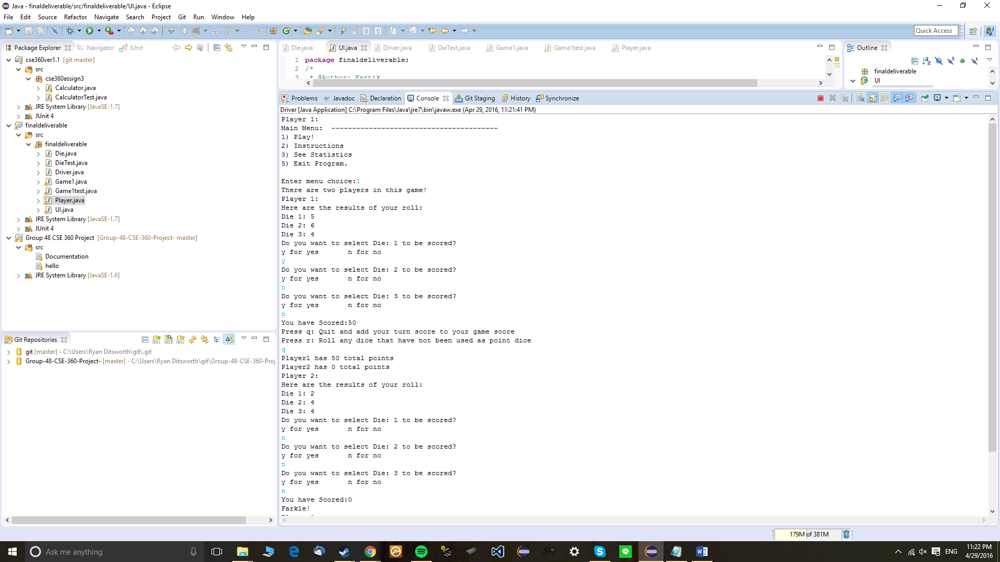 Java - finaldeliverable/src/finaldeliverable/UI.java - Eclipse
File Edit Source Refactor Navigate Search Project Git Run Window Help
Quick Access
Package Explorer Navigator JUnit
cse360ver1.1 [git master]
src
cse360assign3
Calculator.java
CalculatorTest.java
JRE System Library [JavaSE-1.7]
JUnit 4
finaldeliverable
src
finaldeliverable
Die.java
DieTest.java
Driver.java
Game1.java
Game1test.java
Player.java
UI.java
JRE System Library [JavaSE-1.7]
JUnit 4
Group 48 CSE 360 Project [Group-48-CSE-360-Project- master]
src
Documentation
hello
JRE System Library [JavaSE-1.6]
Git Repositories
git [master] - C:\Users\Ryan Ditsworth\git\.git
Group-48-CSE-360-Project- [master] - C:\Users\Ryan Ditsworth\git\Group-48-CSE-360-Proj
Die.java UI.java Driver.java DieTest.java Game1.java Game1test.java Player.java
1 package finaldeliverable;
2 /*
3 * @Author: Kartik
Outline
finaldeliverable
UI
Problems Javadoc Declaration Console Git Staging History Synchronize
Driver [Java Application] C:\Program Files\Java\jre7\bin\javaw.exe (Apr 29, 2016, 11:21:41 PM)
Player 1:
Main Menu: ----------------------------------------
1) Play!
2) Instructions
3) See Statistics
5) Exit Program.
Enter menu choice:1
There are two players in this game!
Player 1:
Here are the results of your roll:
Die 1: 5
Die 2: 6
Die 3: 4
Do you want to select Die: 1 to be scored?
y for yes n for no
y
Do you want to select Die: 2 to be scored?
y for yes n for no
n
Do you want to select Die: 3 to be scored?
y for yes n for no
n
You have Scored:50
Press q: Quit and add your turn score to your game score
Press r: Roll any dice that have not been used as point dice
q
Player1 has 50 total points
Player2 has 0 total points
Player 2:
Here are the results of your roll:
Die 1: 2
Die 2: 4
Die 3: 4
Do you want to select Die: 1 to be scored?
y for yes n for no
n
Do you want to select Die: 2 to be scored?
y for yes n for no
n
Do you want to select Die: 3 to be scored?
y for yes n for no
n
You have Scored:0
Farkle!
179M of 381M
Ask me anything
ENG
11:22 PM
4/29/2016